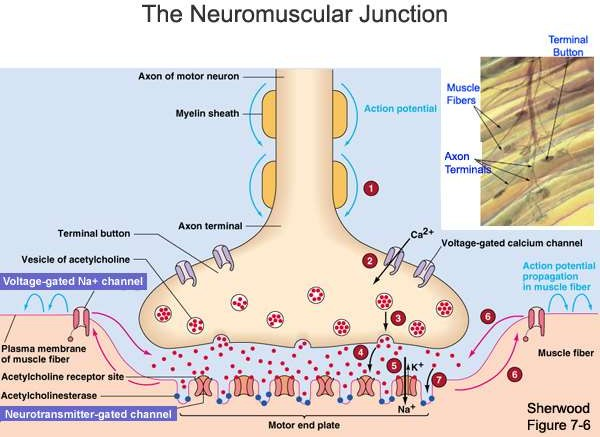 The Neuromuscular Junction
Terminal
Button
Axon of motor neuron
Muscle
Fibers
Myelin sheath
Action potential
Axon
Terminals
1
Axon terminal
Terminal button
Ca2+
Voltage-gated calcium channel
Vesicle of acetylcholine
2
Voltage-gated Na+ channel
Action potential
propagation
in muscle fiber
3
6
Plasma membrane
of muscle fiber
4
5
K+
Muscle fiber
Acetylcholine receptor site
7
6
Acetylcholinesterase
Neurotransmitter-gated channel
Na+
Motor end plate
Sherwood
Figure 7-6